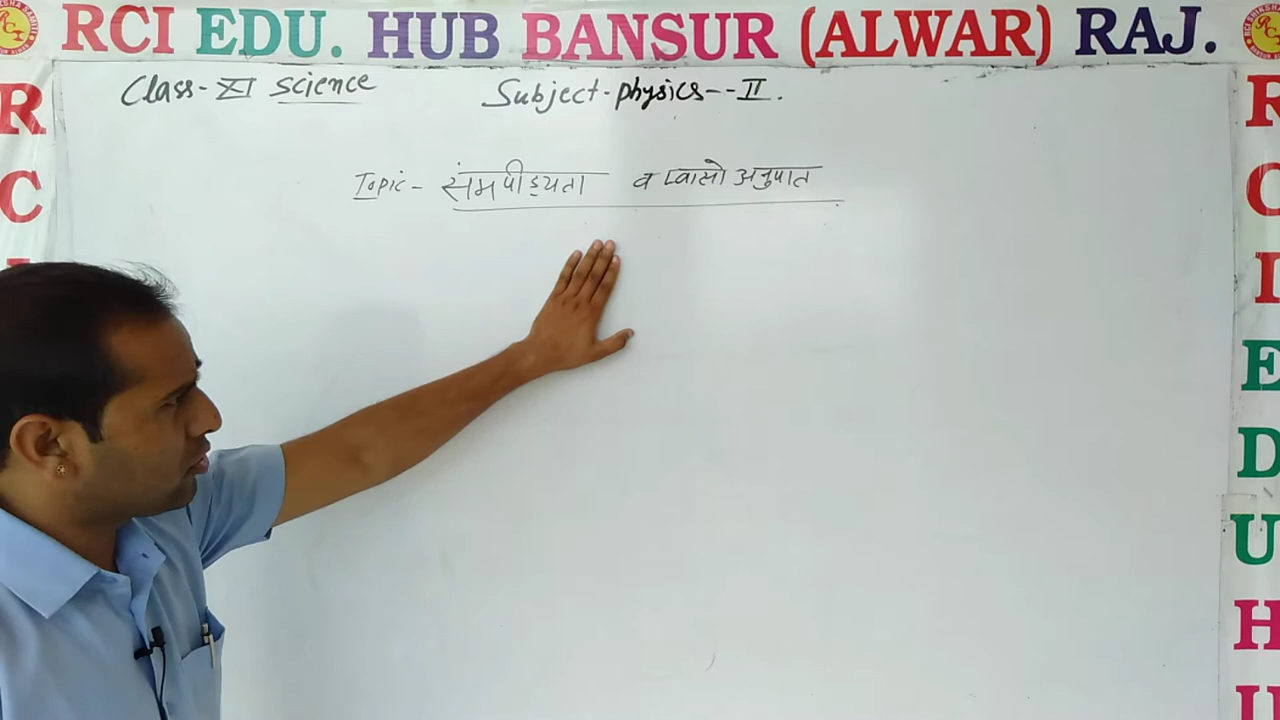 RCI EDU. HUB BANSUR (ALWAR) RAJ.
Class-XI science Subject-physics--II.
Topic- संमपीड्यता व प्वासो अनुपात
R
C
I
R
C
I
E
D
U
H
U